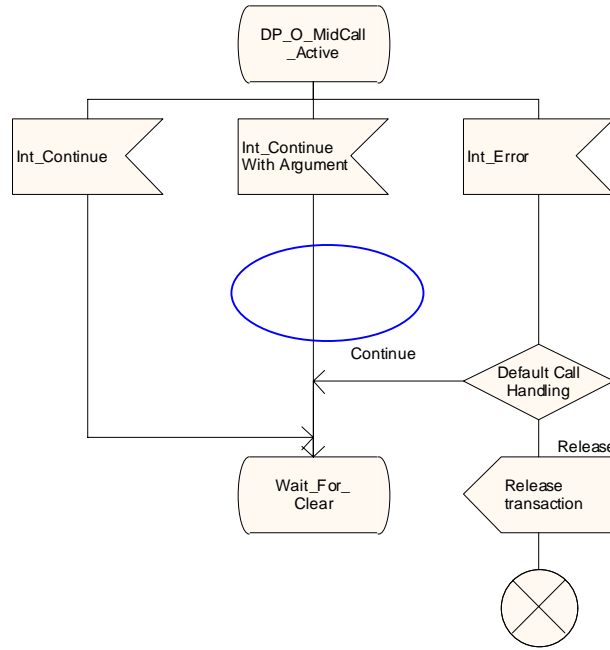 DP_O_MidCall
_Active
Int_Continue
Int_Continue
With Argument
Int_Error
Continue
Default Call
Handling
Release
Wait_For_
Clear
Release
transaction